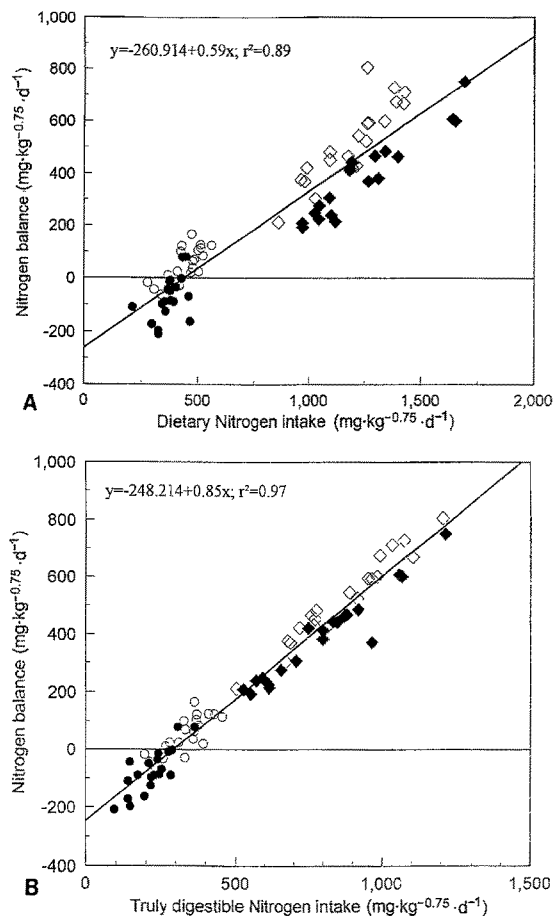 1,000
y=-260.914+0.59x; r²=0.89
800
600
400
200
0
-200
-400
Nitrogen balance (mg·kg⁻⁰·⁷⁵·d⁻¹)
0 500 1,000 1,500 2,000
A
Dietary Nitrogen intake (mg·kg⁻⁰·⁷⁵·d⁻¹)
1,000
y=-248.214+0.85x; r²=0.97
800
600
400
200
0
-200
-400
Nitrogen balance (mg·kg⁻⁰·⁷⁵·d⁻¹)
0 500 1,000 1,500
B
Truly digestible Nitrogen intake (mg·kg⁻⁰·⁷⁵·d⁻¹)